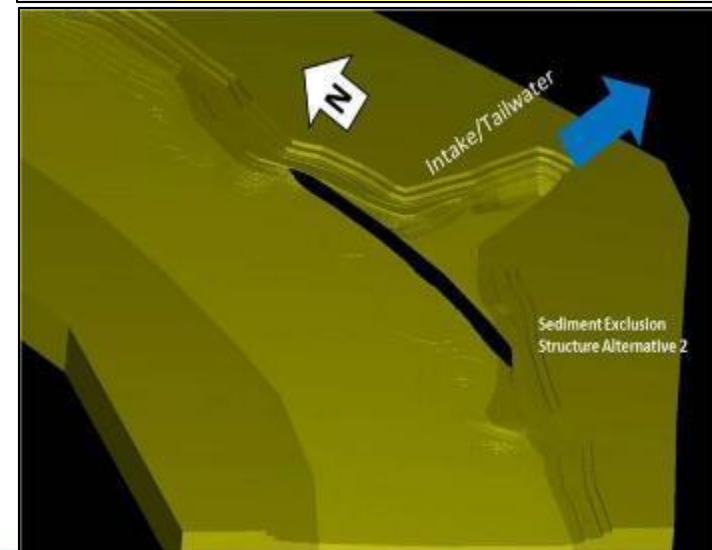 N
Intake/Tailwater
Sediment Exclusion
Structure Alternative 2